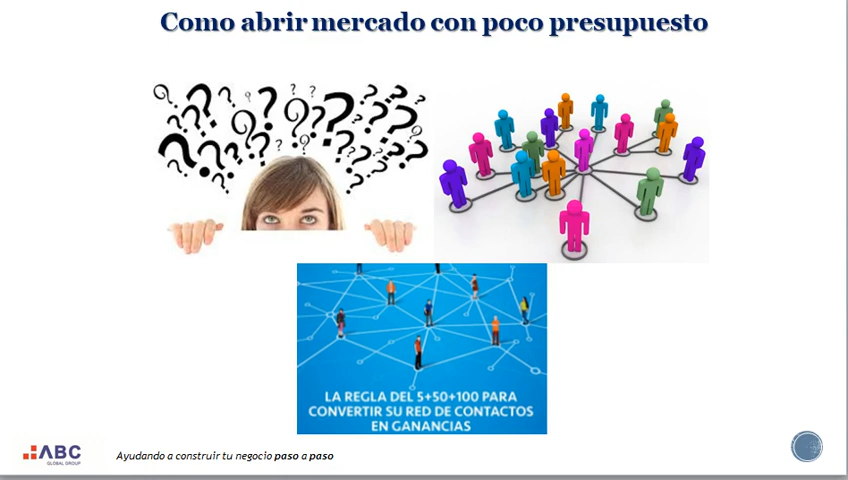 Como abrir mercado con poco presupuesto
LA REGLA DEL 5+50+100 PARA
CONVERTIR SU RED DE CONTACTOS
EN GANANCIAS
ABC
GLOBAL GROUP
Ayudando a construir tu negocio paso a paso